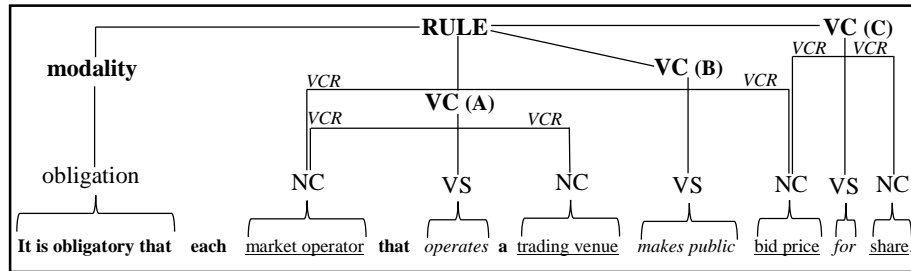 RULE VC (C)
VCR VCR
modality VC (B)
VCR VCR
VC (A)
VCR VCR
obligation NC VS NC VS NC VS NC
It is obligatory that each market operator that operates a trading venue makes public bid price for share.